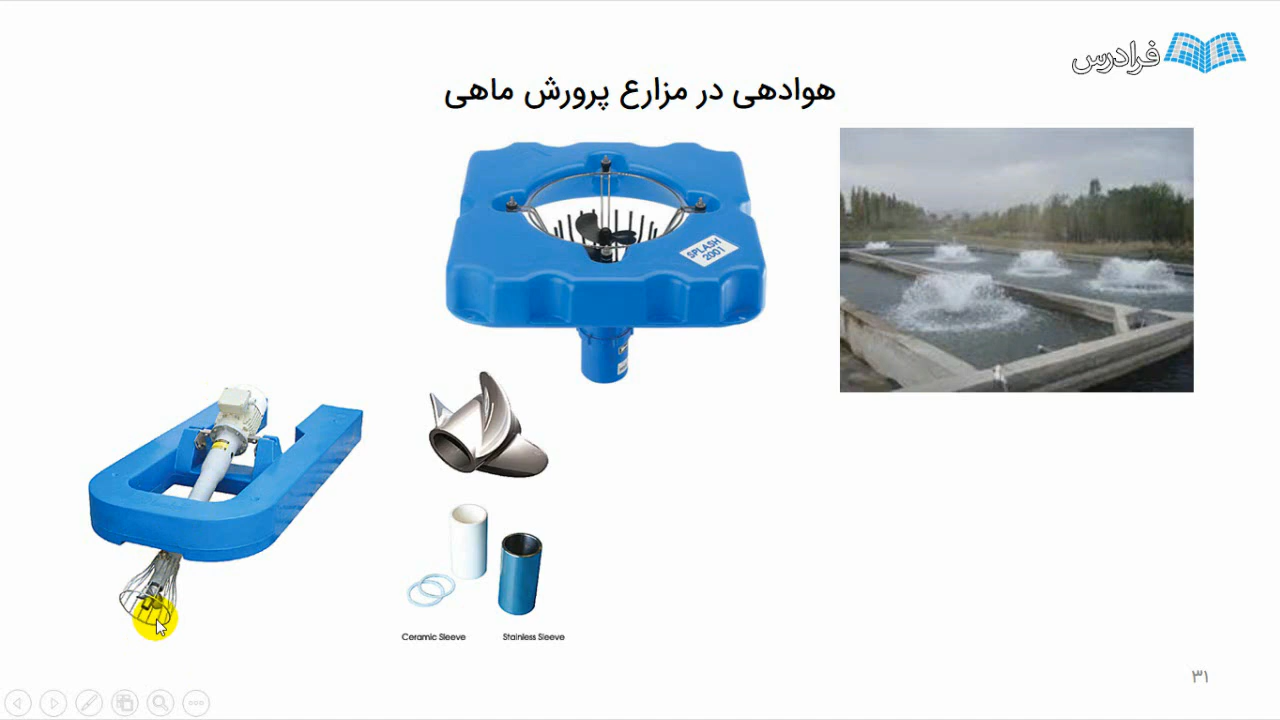 فرادرس
هوادهی در مزارع پرورش ماهی
SPLASH
2001
Ceramic Sleeve
Stainless Sleeve
۳۱